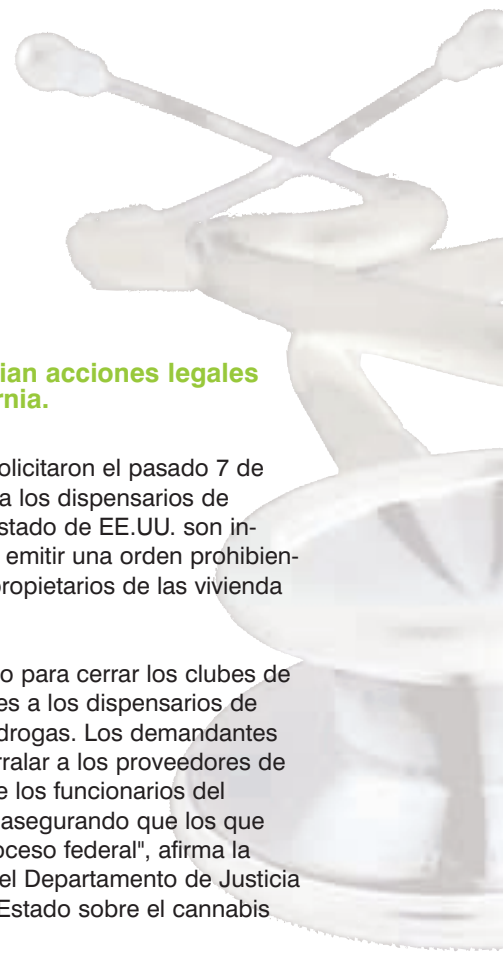 ian acciones legales
rnia.
olicitaron el pasado 7 de
a los dispensarios de
stado de EE.UU. son in-
emitir una orden prohibien-
ropietarios de las vivienda
o para cerrar los clubes de
es a los dispensarios de
drogas. Los demandantes
rralar a los proveedores de
e los funcionarios del
asegurando que los que
oceso federal", afirma la
el Departamento de Justicia
Estado sobre el cannabis